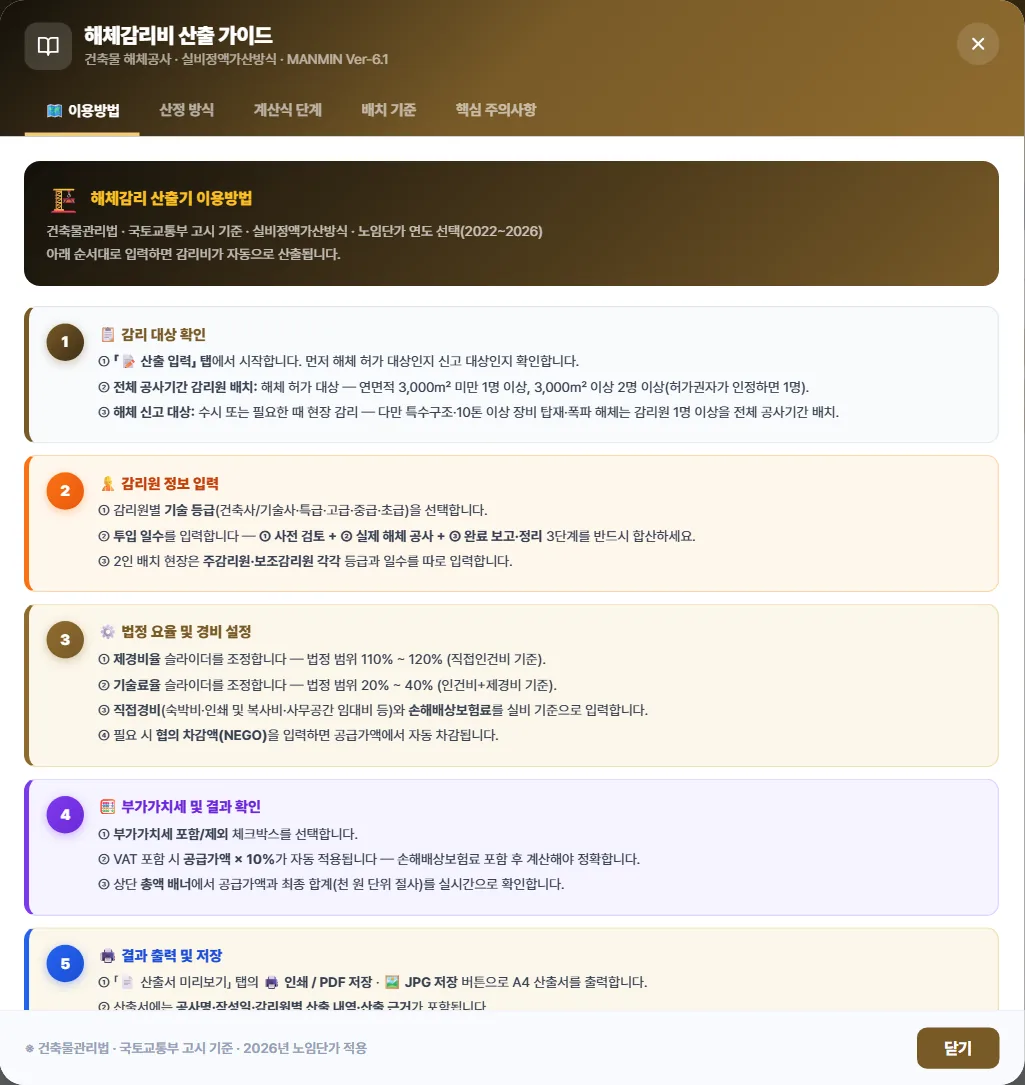 해체감리비 산출 가이드
건축물 해체공사 · 실비정액가산방식 · MANMIN Ver-6.1
이용방법 산정 방식 계산식 단계 배치 기준 핵심 주의사항
해체감리 산출기 이용방법
건축물관리법 · 국토교통부 고시 기준 · 실비정액가산방식 · 노임단가 연도 선택(2022~2026)
아래 순서대로 입력하면 감리비가 자동으로 산출됩니다.
1
📋 감리 대상 확인
① 「📝 산출 입력」 탭에서 시작합니다. 먼저 해체 허가 대상인지 신고 대상인지 확인합니다.
② 전체 공사기간 감리원 배치: 해체 허가 대상 — 연면적 3,000m² 미만 1명 이상, 3,000m² 이상 2명 이상(허가권자가 인정하면 1명).
③ 해체 신고 대상: 수시 또는 필요한 때 현장 감리 — 다만 특수구조·10톤 이상 장비 탑재·폭파 해체는 감리원 1명 이상을 전체 공사기간 배치.
2
감리원 정보 입력
① 감리원별 기술 등급(건축사/기술사·특급·고급·중급·초급)을 선택합니다.
② 투입 일수를 입력합니다 — ① 사전 검토 + ② 실제 해체 공사 + ③ 완료 보고·정리 3단계를 반드시 합산하세요.
③ 2인 배치 현장은 주감리원·보조감리원 각각 등급과 일수를 따로 입력합니다.
3
⚙️ 법정 요율 및 경비 설정
① 제경비율 슬라이더를 조정합니다 — 법정 범위 110% ~ 120% (직접인건비 기준).
② 기술료율 슬라이더를 조정합니다 — 법정 범위 20% ~ 40% (인건비+제경비 기준).
③ 직접경비(숙박비·인쇄 및 복사비·사무공간 임대비 등)와 손해배상보험료를 실비 기준으로 입력합니다.
④ 필요 시 협의 차감액(NEGO)을 입력하면 공급가액에서 자동 차감됩니다.
4
부가가치세 및 결과 확인
① 부가가치세 포함/제외 체크박스를 선택합니다.
② VAT 포함 시 공급가액 × 10%가 자동 적용됩니다 — 손해배상보험료 포함 후 계산해야 정확합니다.
③ 상단 총액 배너에서 공급가액과 최종 합계(천 원 단위 절사)를 실시간으로 확인합니다.
5
🖨️ 결과 출력 및 저장
① 「📄 산출서 미리보기」 탭의 🖨️ 인쇄 / PDF 저장 · 🖼️ JPG 저장 버튼으로 A4 산출서를 출력합니다.
② 산출서에는 공사명·작성일·감리원별 산출 내역·산출 근거가 포함됩니다.
※ 건축물관리법 · 국토교통부 고시 기준 · 2026년 노임단가 적용
닫기